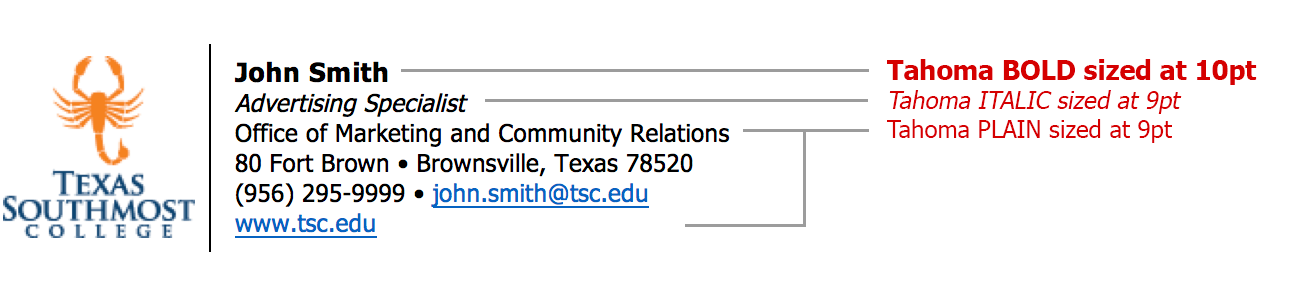 TEXAS
SOUTHMOST
COLLEGE
John Smith
Advertising Specialist
Office of Marketing and Community Relations
80 Fort Brown • Brownsville, Texas 78520
(956) 295-9999 • john.smith@tsc.edu
www.tsc.edu
Tahoma BOLD sized at 10pt
Tahoma ITALIC sized at 9pt
Tahoma PLAIN sized at 9pt